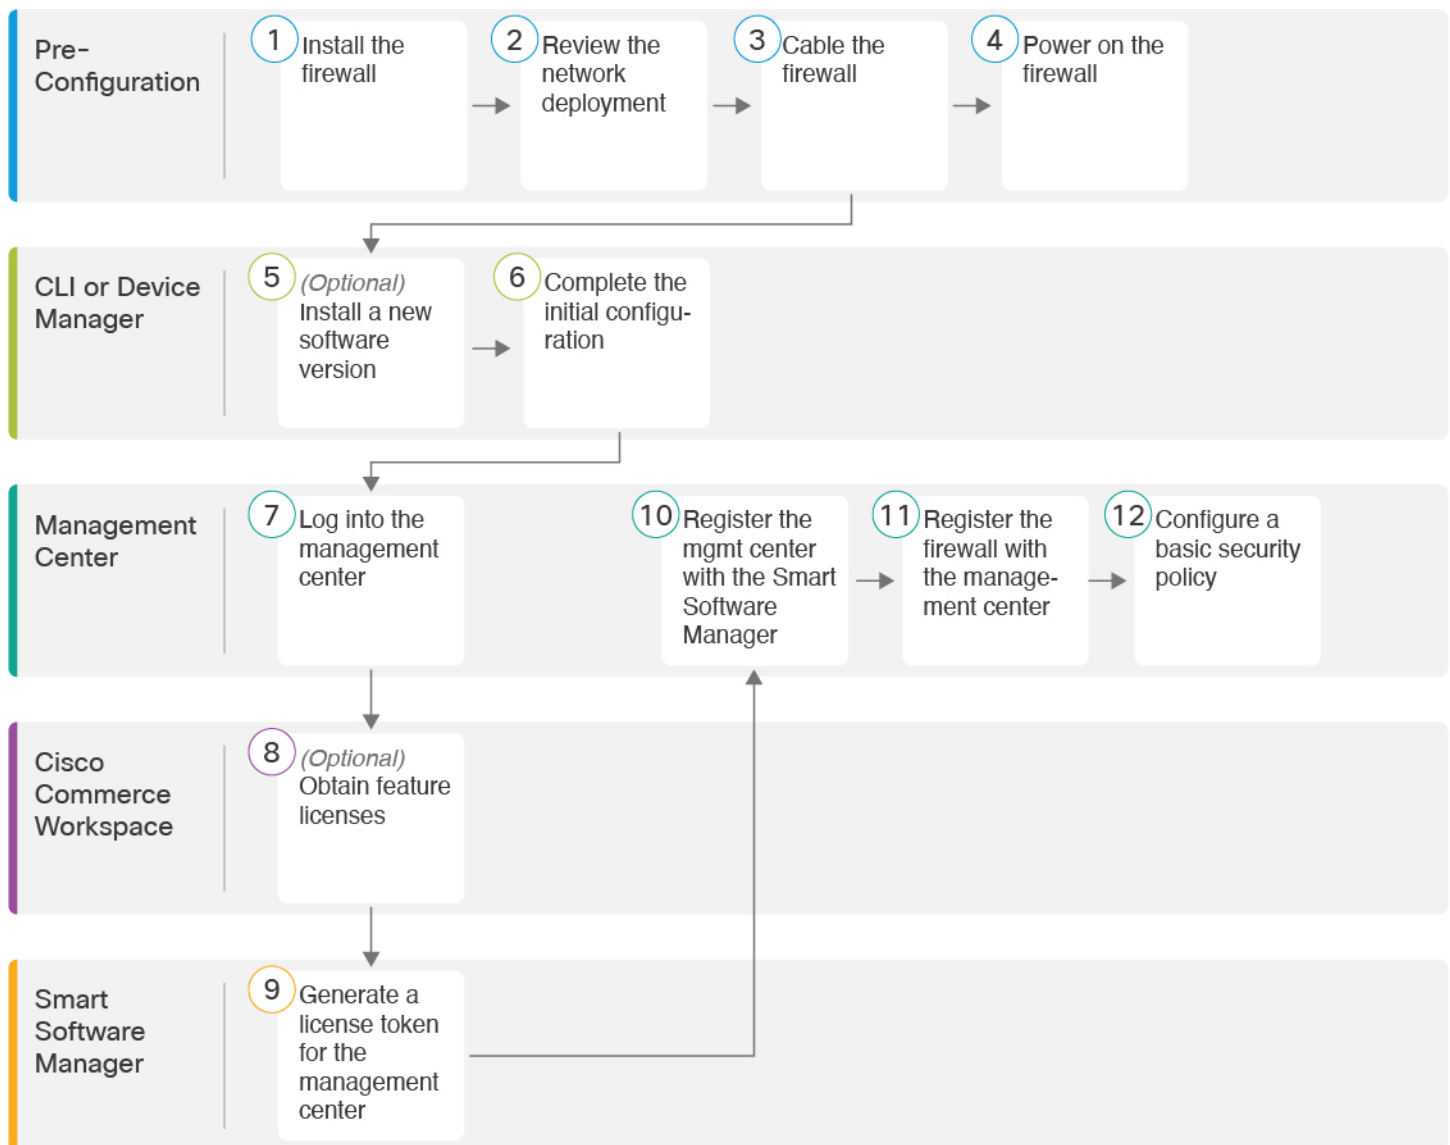 Pre-
Configuration
1
Install the
firewall
2
Review the
network
deployment
3
Cable the
firewall
4
Power on the
firewall
CLI or Device
Manager
5
(Optional)
Install a new
software
version
6
Complete the
initial configu-
ration
Management
Center
7
Log into the
management
center
10
Register the
mgmt center
with the Smart
Software
Manager
11
Register the
firewall with
the manage-
ment center
12
Configure a
basic security
policy
Cisco
Commerce
Workspace
8
(Optional)
Obtain feature
licenses
Smart
Software
Manager
9
Generate a
license token
for the
management
center